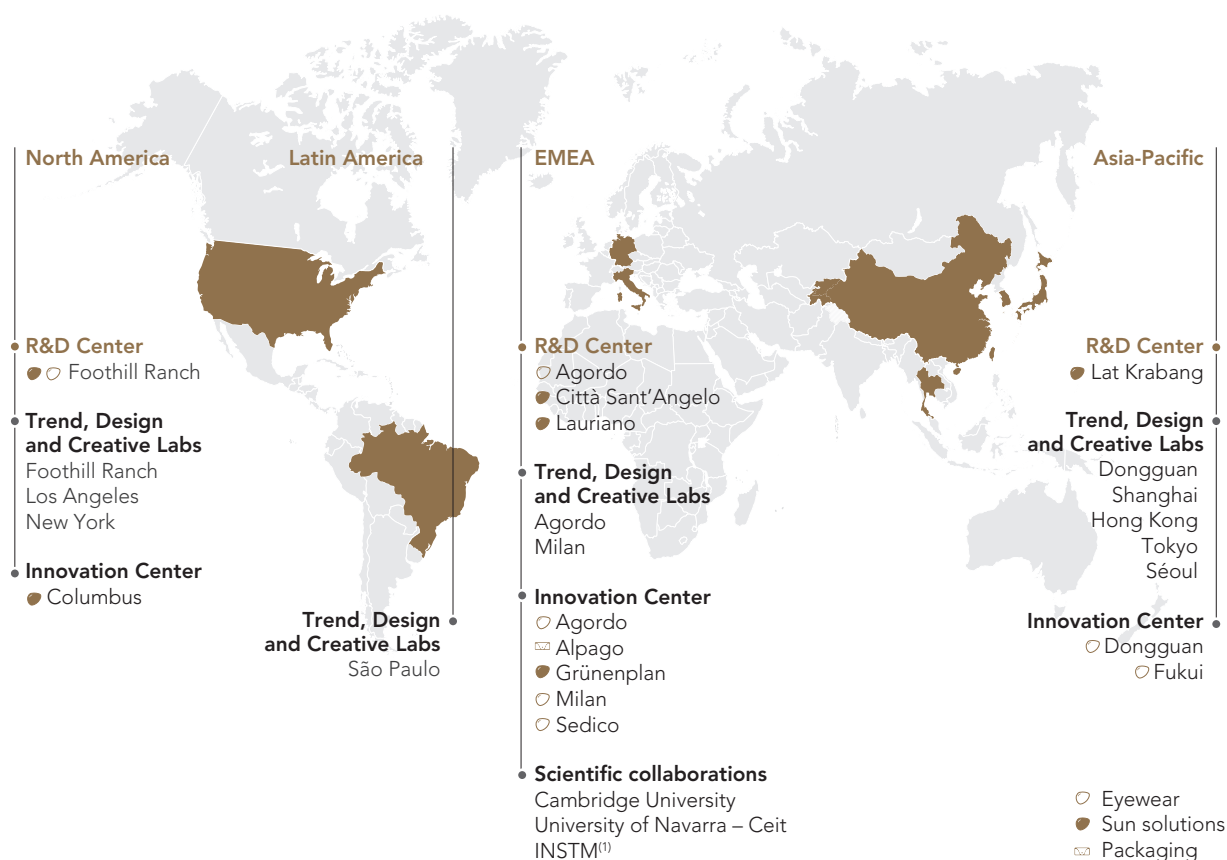 North America
R&D Center
Foothill Ranch
Trend, Design
and Creative Labs
Foothill Ranch
Los Angeles
New York
Innovation Center
Columbus
Latin America
Trend, Design
and Creative Labs
São Paulo
EMEA
R&D Center
Agordo
Città Sant’Angelo
Lauriano
Trend, Design
and Creative Labs
Agordo
Milan
Innovation Center
Agordo
Alpago
Grünenplan
Milan
Sedico
Scientific collaborations
Cambridge University
University of Navarra – Ceit
INSTM(1)
Asia-Pacific
R&D Center
Lat Krabang
Trend, Design
and Creative Labs
Dongguan
Shanghai
Hong Kong
Tokyo
Séoul
Innovation Center
Dongguan
Fukui
Eyewear
Sun solutions
Packaging